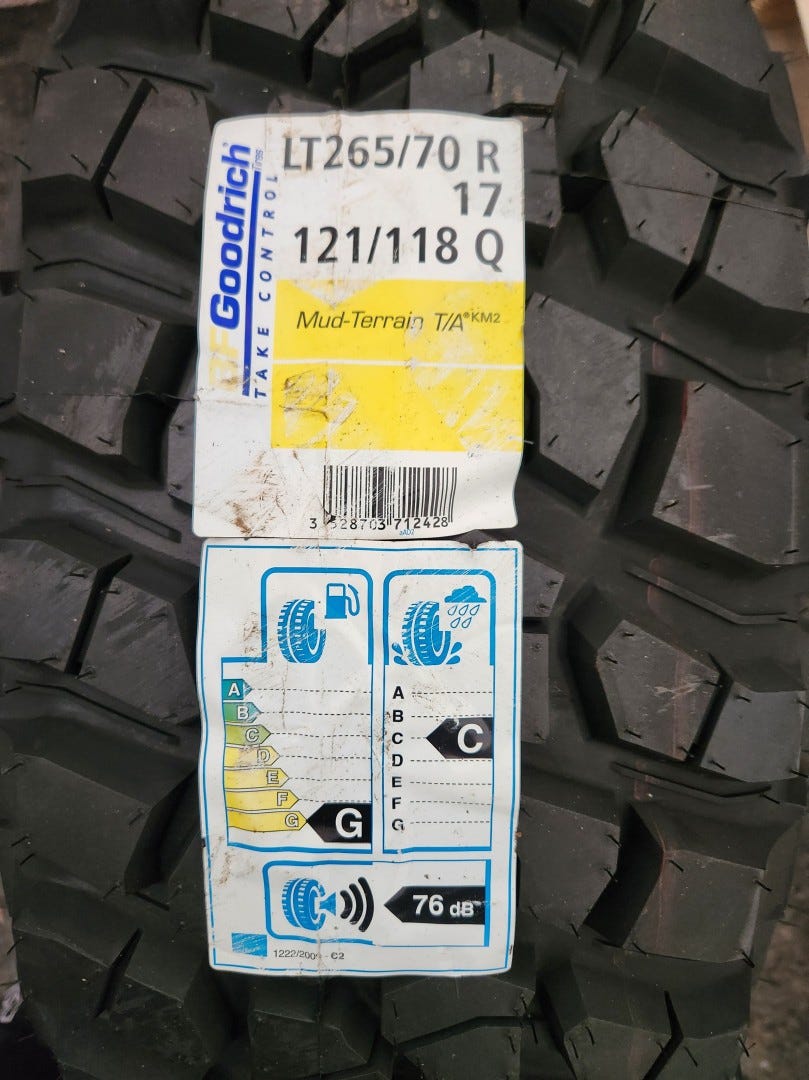 BFGoodrich® Tires
TAKE CONTROL
LT265/70 R
17
121/118 Q
Mud-Terrain T/A®KM2
3 528703 712428
A
B
C
D
E
F
G
G
A
B
C
D
E
F
G
C
76 dB
1222/2009 - C2